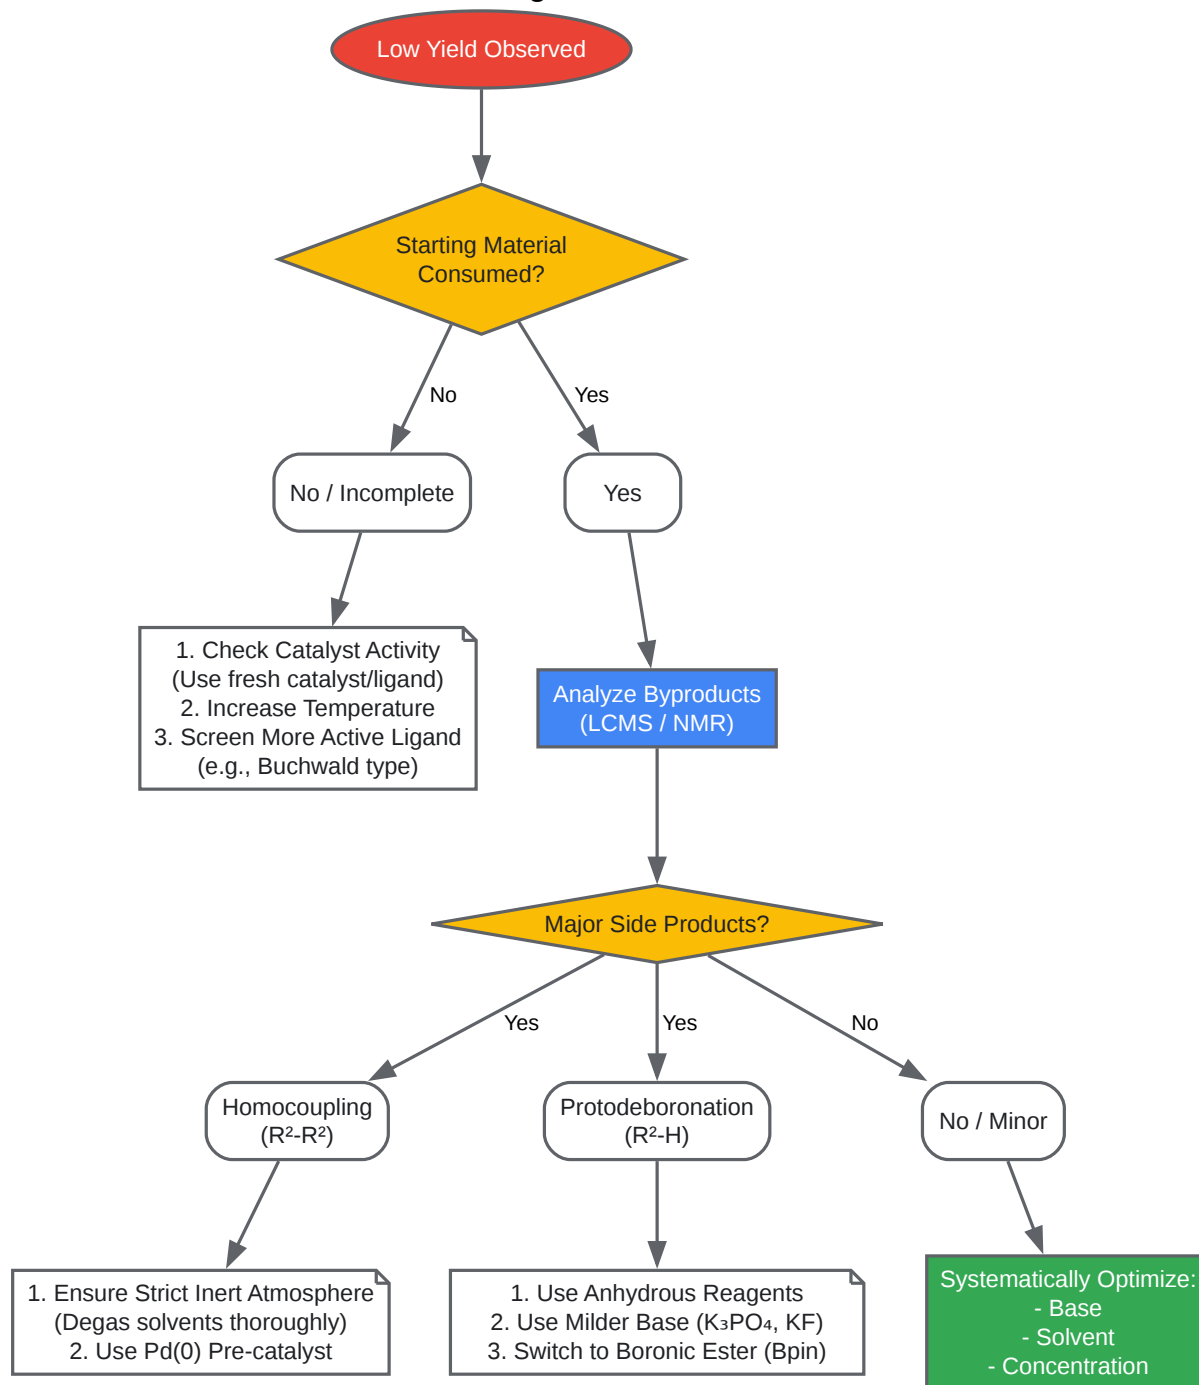 Low Yield Observed
Starting Material
Consumed?
No
Yes
No / Incomplete
Yes
1. Check Catalyst Activity
(Use fresh catalyst/ligand)
2. Increase Temperature
3. Screen More Active Ligand
(e.g., Buchwald type)
Analyze Byproducts
(LCMS / NMR)
Major Side Products?
Yes
Yes
No
Homocoupling
(R²-R²)
Protodeboronation
(R²-H)
No / Minor
1. Ensure Strict Inert Atmosphere
(Degas solvents thoroughly)
2. Use Pd(0) Pre-catalyst
1. Use Anhydrous Reagents
2. Use Milder Base (K₃PO₄, KF)
3. Switch to Boronic Ester (Bpin)
Systematically Optimize:
- Base
- Solvent
- Concentration